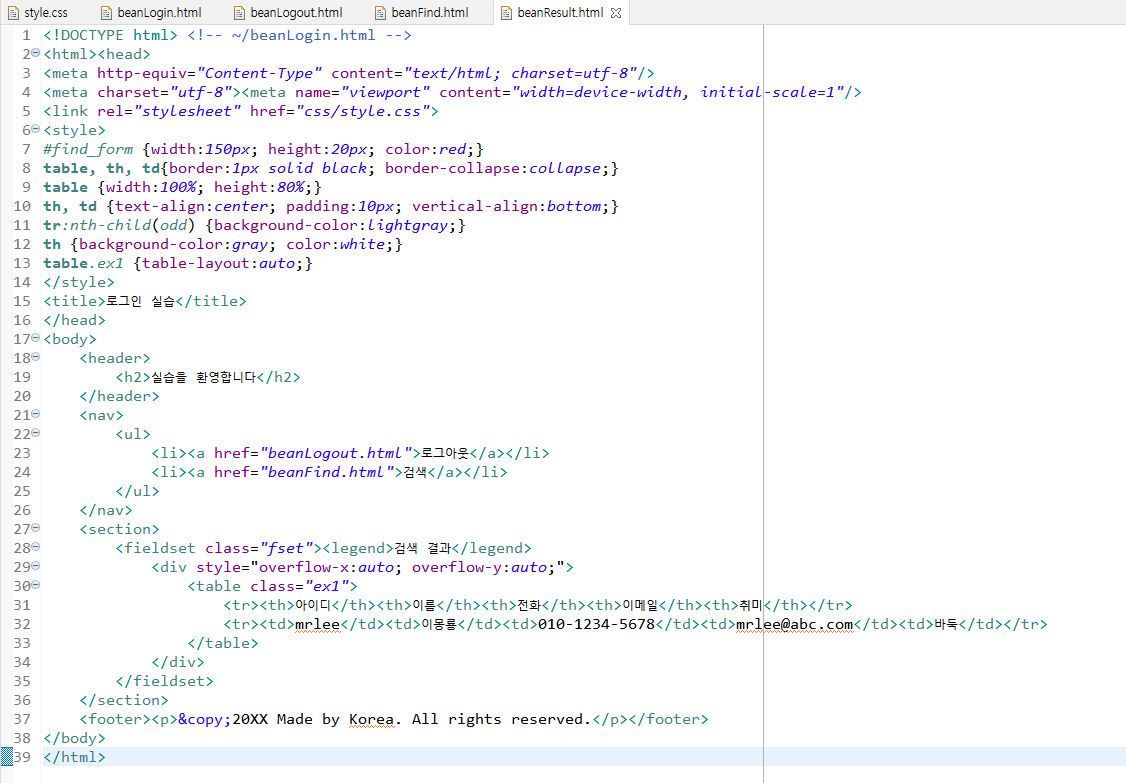 style.css beanLogin.html beanLogout.html beanFind.html beanResult.html
1 <!DOCTYPE html> <!-- ~/beanLogin.html -->
2 <html><head>
3 <meta http-equiv="Content-Type" content="text/html; charset=utf-8"/>
4 <meta charset="utf-8"><meta name="viewport" content="width=device-width, initial-scale=1"/>
5 <link rel="stylesheet" href="css/style.css">
6 <style>
7 #find_form {width:150px; height:20px; color:red;}
8 table, th, td{border:1px solid black; border-collapse:collapse;}
9 table {width:100%; height:80%;}
10 th, td {text-align:center; padding:10px; vertical-align:bottom;}
11 tr:nth-child(odd) {background-color:lightgray;}
12 th {background-color:gray; color:white;}
13 table.ex1 {table-layout:auto;}
14 </style>
15 <title>로그인 실습</title>
16 </head>
17 <body>
18 <header>
19 <h2>실습을 환영합니다</h2>
20 </header>
21 <nav>
22 <ul>
23 <li><a href="beanLogout.html">로그아웃</a></li>
24 <li><a href="beanFind.html">검색</a></li>
25 </ul>
26 </nav>
27 <section>
28 <fieldset class="fset"><legend>검색 결과</legend>
29 <div style="overflow-x:auto; overflow-y:auto;">
30 <table class="ex1">
31 <tr><th>아이디</th><th>이름</th><th>전화</th><th>이메일</th><th>취미</th></tr>
32 <tr><td>mrlee</td><td>이몽룡</td><td>010-1234-5678</td><td>mrlee@abc.com</td><td>바둑</td></tr>
33 </table>
34 </div>
35 </fieldset>
36 </section>
37 <footer><p>&copy;20XX Made by Korea. All rights reserved.</p></footer>
38 </body>
39 </html>